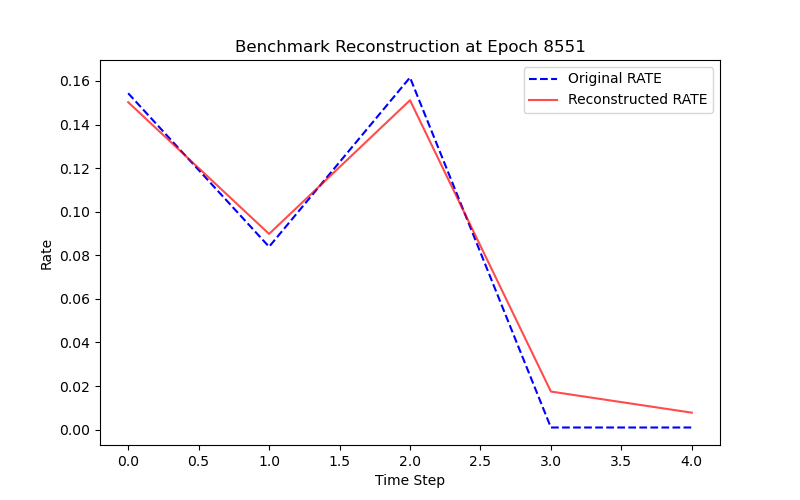 Benchmark Reconstruction at Epoch 8551
Original RATE
Reconstructed RATE
Rate
0.16
0.14
0.12
0.10
0.08
0.06
0.04
0.02
0.00
0.0 0.5 1.0 1.5 2.0 2.5 3.0 3.5 4.0
Time Step